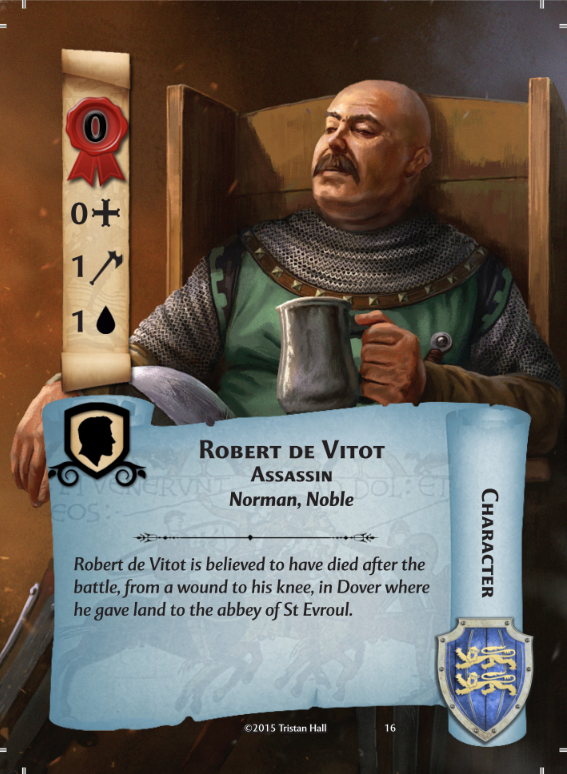 0
0
1
1
Robert de Vitot
Assassin
Norman, Noble
Robert de Vitot is believed to have died after the
battle, from a wound to his knee, in Dover where
he gave land to the abbey of St Evroul.
Character
©2015 Tristan Hall
16